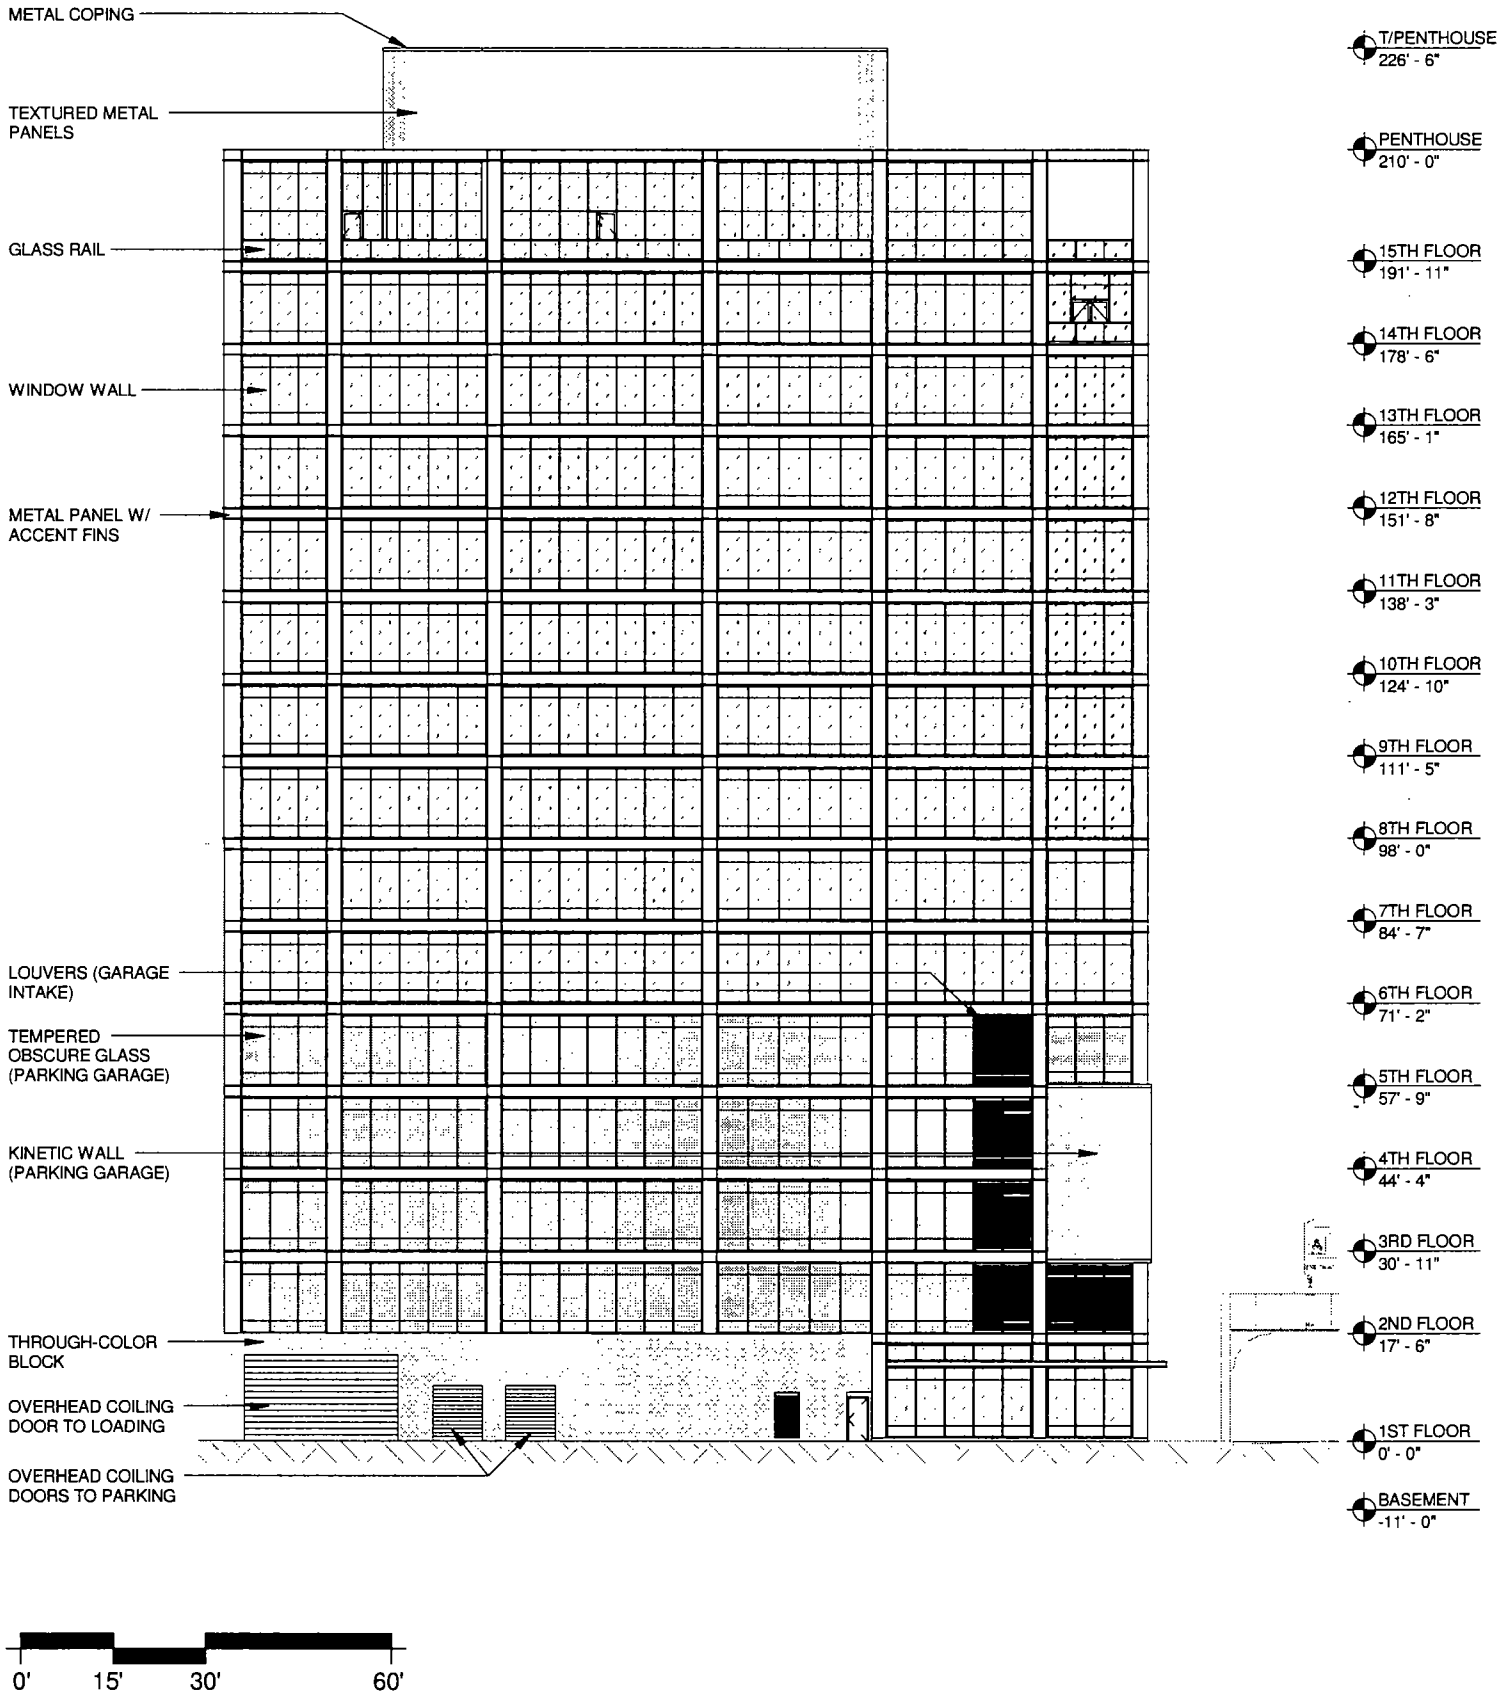 METAL COPING
TEXTURED METAL
PANELS
GLASS RAIL
WINDOW WALL
METAL PANEL W/
ACCENT FINS
LOUVERS (GARAGE
INTAKE)
TEMPERED
OBSCURE GLASS
(PARKING GARAGE)
KINETIC WALL
(PARKING GARAGE)
THROUGH-COLOR
BLOCK
OVERHEAD COILING
DOOR TO LOADING
OVERHEAD COILING
DOORS TO PARKING
T/PENTHOUSE
226' - 6"
PENTHOUSE
210' - 0"
15TH FLOOR
191' - 11"
14TH FLOOR
178' - 6"
13TH FLOOR
165' - 1"
12TH FLOOR
151' - 8"
11TH FLOOR
138' - 3"
10TH FLOOR
124' - 10"
9TH FLOOR
111' - 5"
8TH FLOOR
98' - 0"
7TH FLOOR
84' - 7"
6TH FLOOR
71' - 2"
5TH FLOOR
57' - 9"
4TH FLOOR
44' - 4"
3RD FLOOR
30' - 11"
2ND FLOOR
17' - 6"
1ST FLOOR
0' - 0"
BASEMENT
-11' - 0"
0' 15' 30' 60'